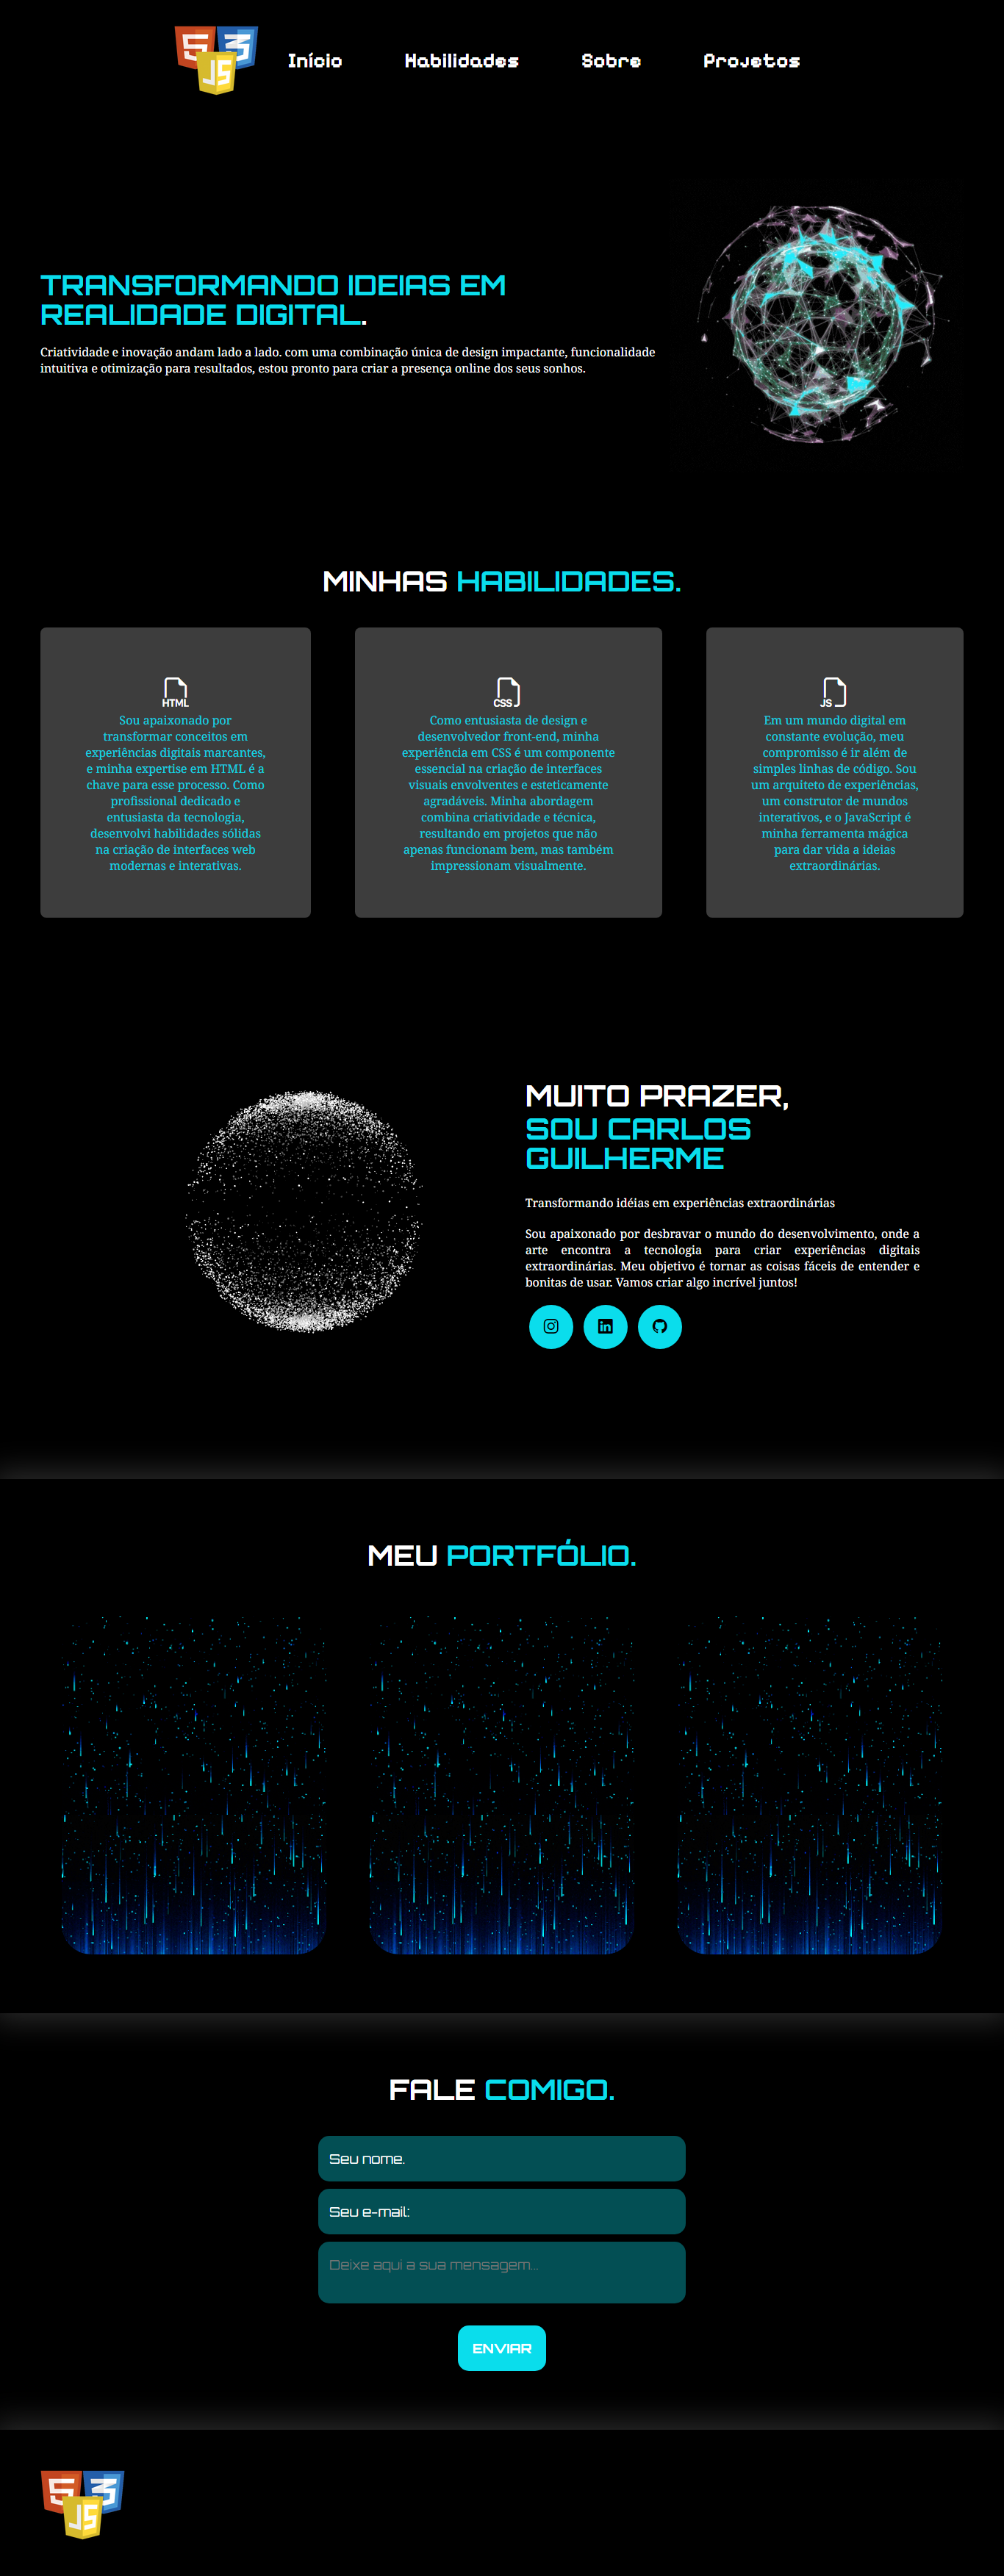 5 3
JS
Início Habilidades Sobre Projetos
TRANSFORMANDO IDEIAS EM
REALIDADE DIGITAL.
Criatividade e inovação andam lado a lado. com uma combinação única de design impactante, funcionalidade
intuitiva e otimização para resultados, estou pronto para criar a presença online dos seus sonhos.
MINHAS HABILIDADES.
HTML
Sou apaixonado por
transformar conceitos em
experiências digitais marcantes,
e minha expertise em HTML é a
chave para esse processo. Como
profissional dedicado e
entusiasta da tecnologia,
desenvolvi habilidades sólidas
na criação de interfaces web
modernas e interativas.
CSS
Como entusiasta de design e
desenvolvedor front-end, minha
experiência em CSS é um componente
essencial na criação de interfaces
visuais envolventes e esteticamente
agradáveis. Minha abordagem
combina criatividade e técnica,
resultando em projetos que não
apenas funcionam bem, mas também
impressionam visualmente.
JS
Em um mundo digital em
constante evolução, meu
compromisso é ir além de
simples linhas de código. Sou
um arquiteto de experiências,
um construtor de mundos
interativos, e o JavaScript é
minha ferramenta mágica
para dar vida a ideias
extraordinárias.
MUITO PRAZER,
SOU CARLOS
GUILHERME
Transformando idéias em experiências extraordinárias
Sou apaixonado por desbravar o mundo do desenvolvimento, onde a
arte encontra a tecnologia para criar experiências digitais
extraordinárias. Meu objetivo é tornar as coisas fáceis de entender e
bonitas de usar. Vamos criar algo incrível juntos!
in
MEU PORTFÓLIO.
FALE COMIGO.
Seu nome.
Seu e-mail:
Deixe aqui a sua mensagem...
ENVIAR
5 3
JS